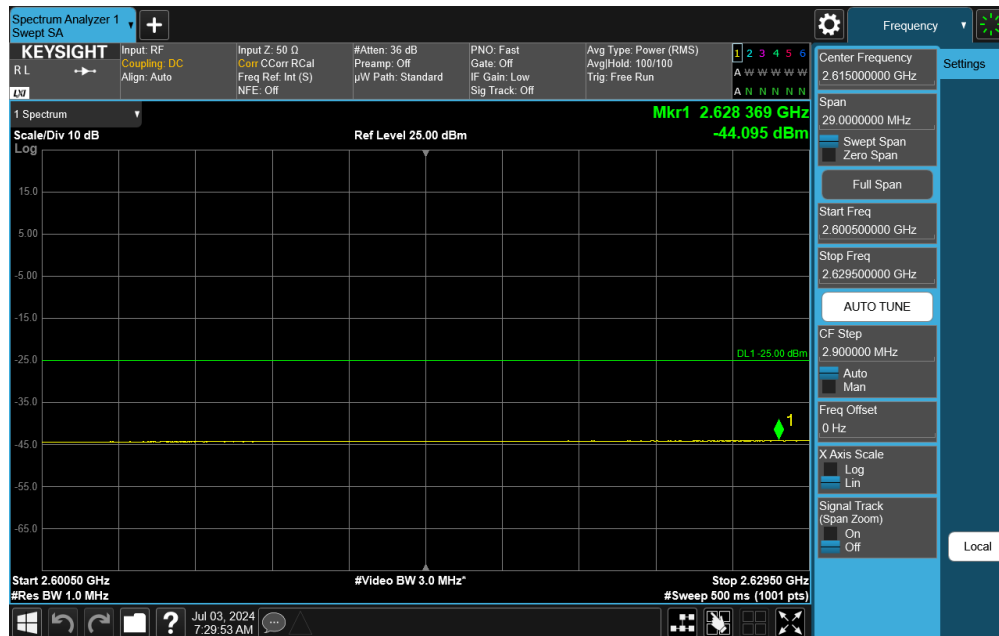 Spectrum Analyzer 1
Swept SA
Frequency
KEYSIGHT
R L
LXI
Input: RF
Coupling: DC
Align: Auto
Input Z: 50 Ω
Corr CCorr RCal
Freq Ref: Int (S)
NFE: Off
#Atten: 36 dB
Preamp: Off
µW Path: Standard
PNO: Fast
Gate: Off
IF Gain: Low
Sig Track: Off
Avg Type: Power (RMS)
Avg|Hold: 100/100
Trig: Free Run
1 2 3 4 5 6
A W W W W W
A N N N N N
1 Spectrum
Scale/Div 10 dB
Log
Ref Level 25.00 dBm
Mkr1 2.628 369 GHz
-44.095 dBm
15.0
5.00
-5.00
-15.0
-25.0
-35.0
-45.0
-55.0
-65.0
DL1 -25.00 dBm
1
Start 2.60050 GHz
#Res BW 1.0 MHz
#Video BW 3.0 MHz*
Stop 2.62950 GHz
#Sweep 500 ms (1001 pts)
Center Frequency
2.615000000 GHz
Span
29.0000000 MHz
Swept Span
Zero Span
Full Span
Start Freq
2.600500000 GHz
Stop Freq
2.629500000 GHz
AUTO TUNE
CF Step
2.900000 MHz
Auto
Man
Freq Offset
0 Hz
X Axis Scale
Log
Lin
Signal Track
(Span Zoom)
On
Off
Settings
Local
Jul 03, 2024
7:29:53 AM